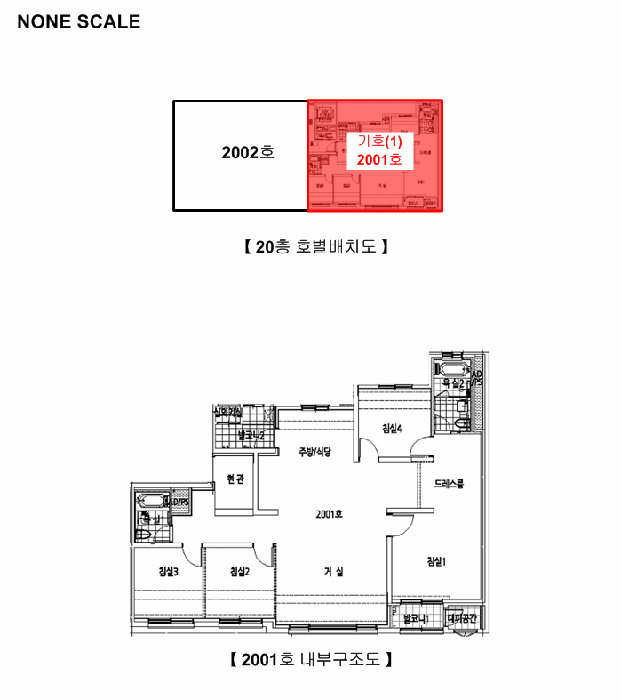 NONE SCALE
2002호
기호(1)
2001호
【 20층 호별배치도 】
욕실2
침실4
발코니2
주방/식당
현관
드레스룸
2001호
침실3
침실2
거 실
침실1
발코니1
대피공간
【 2001호 내부구조도 】